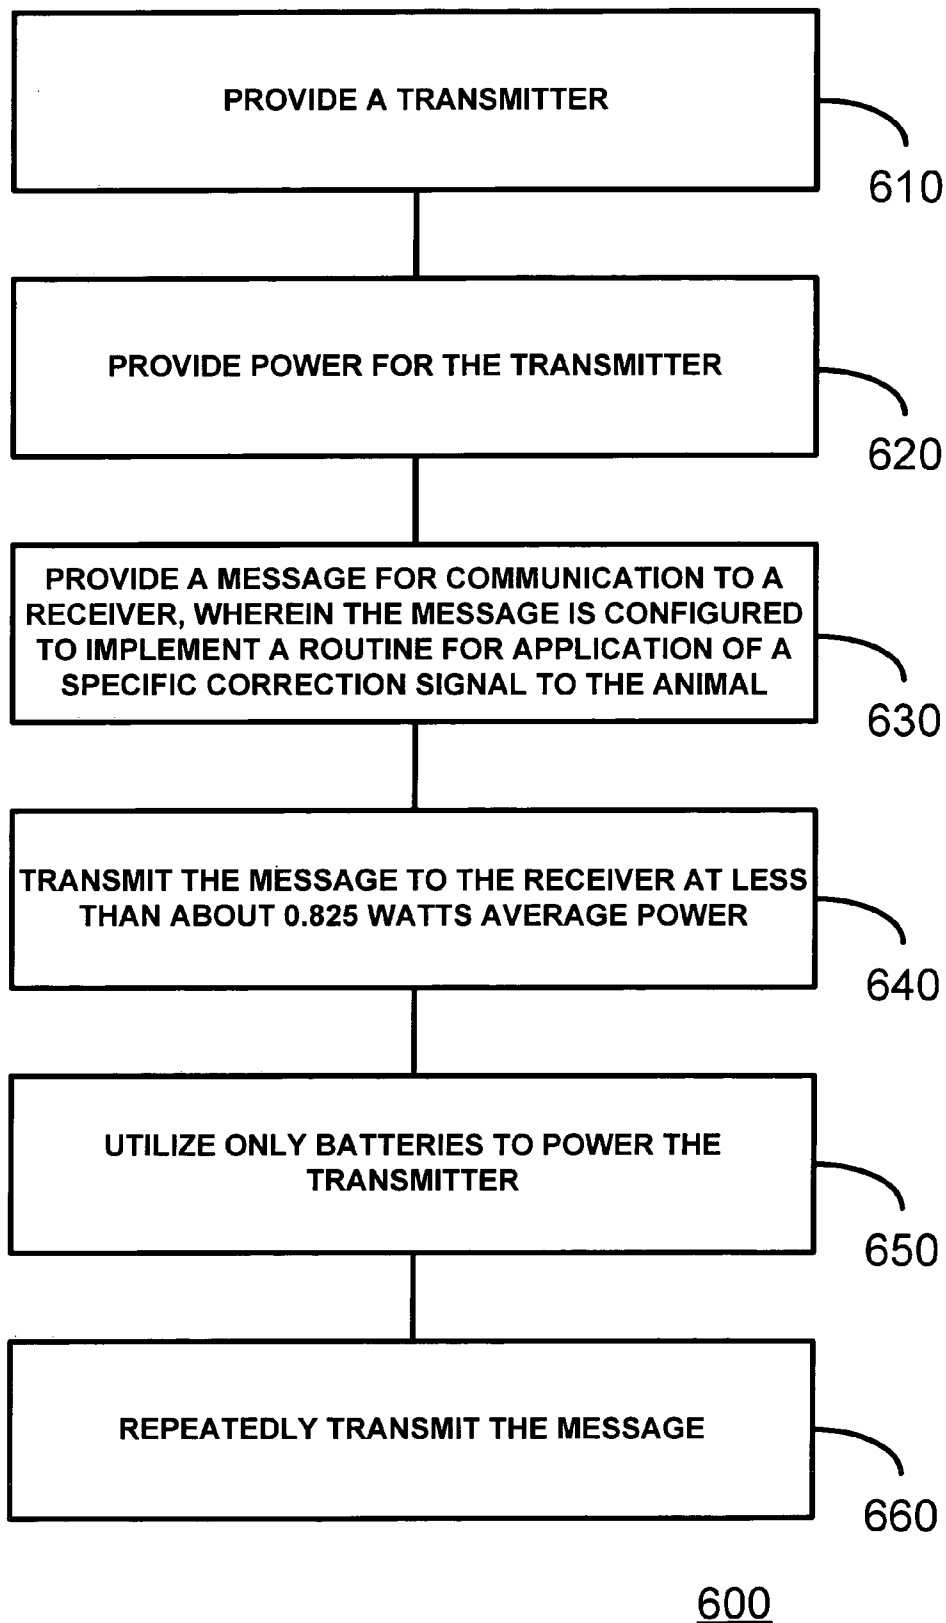 PROVIDE A TRANSMITTER
610
PROVIDE POWER FOR THE TRANSMITTER
620
PROVIDE A MESSAGE FOR COMMUNICATION TO A
RECEIVER, WHEREIN THE MESSAGE IS CONFIGURED
TO IMPLEMENT A ROUTINE FOR APPLICATION OF A
SPECIFIC CORRECTION SIGNAL TO THE ANIMAL
630
TRANSMIT THE MESSAGE TO THE RECEIVER AT LESS
THAN ABOUT 0.825 WATTS AVERAGE POWER
640
UTILIZE ONLY BATTERIES TO POWER THE
TRANSMITTER
650
REPEATEDLY TRANSMIT THE MESSAGE
660
600